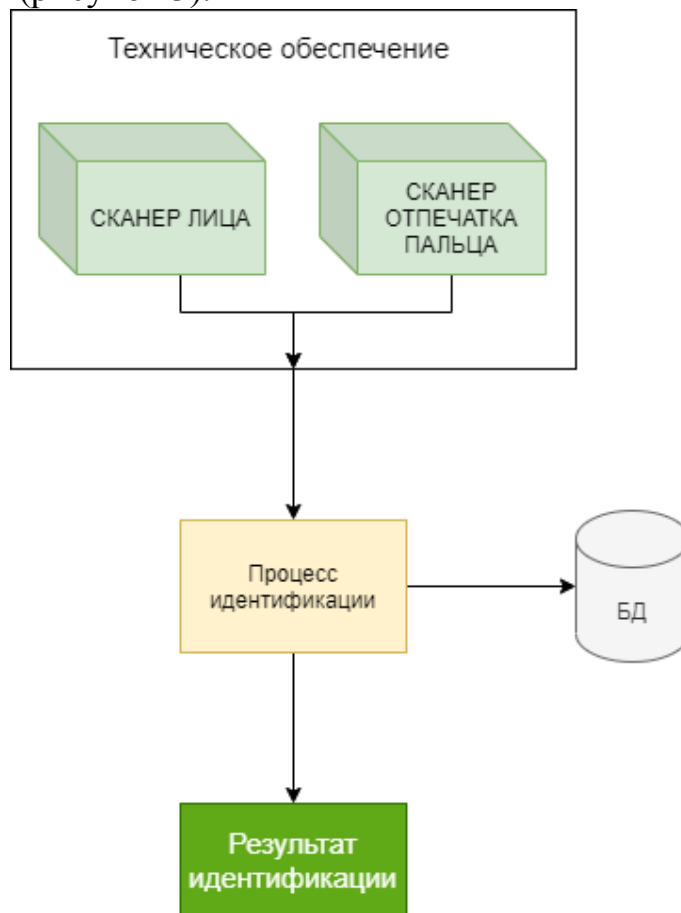 Техническое обеспечение
СКАНЕР ЛИЦА
СКАНЕР
ОТПЕЧАТКА
ПАЛЬЦА
Процесс
идентификации
БД
Результат
идентификации